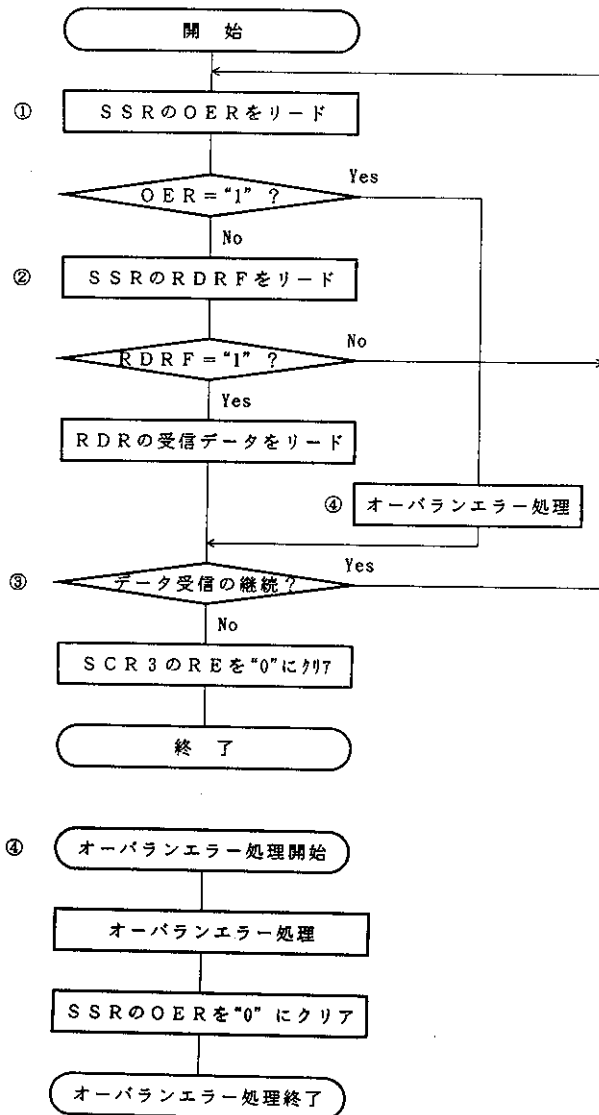 開 始
① SSRのOERをリード
OER=“1” ?
Yes
No
② SSRのRDRFをリード
RDRF=“1” ?
No
Yes
RDRの受信データをリード
④ オーバランエラー処理
③ データ受信の継続?
Yes
No
SCR3のREを“0”にクリア
終 了
④ オーバランエラー処理開始
オーバランエラー処理
SSRのOERを“0” にクリア
オーバランエラー処理終了